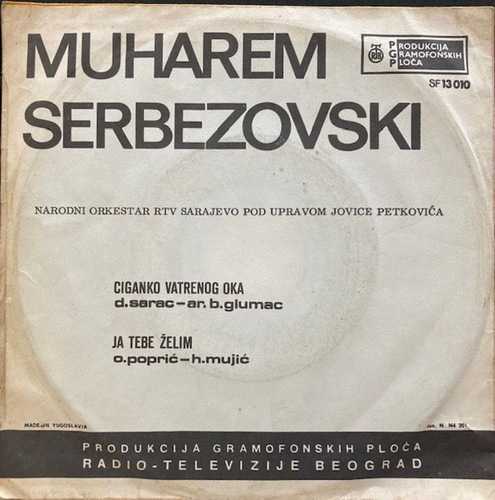 MUHAREM
SERBEZOVSKI
PGP
PRODUKCIJA
GRAMOFONSKIH
PLOČA
SF 13 010
NARODNI ORKESTAR RTV SARAJEVO POD UPRAVOM JOVICE PETKOVIĆA
CIGANKO VATRENOG OKA
d.sarac–ar.b.glumac
JA TEBE ŽELIM
o.poprić–h.mujić
MADE IN YUGOSLAVIA
PRODUKCIJA GRAMOFONSKIH PLOČA
RADIO-TELEVIZIJE BEOGRAD